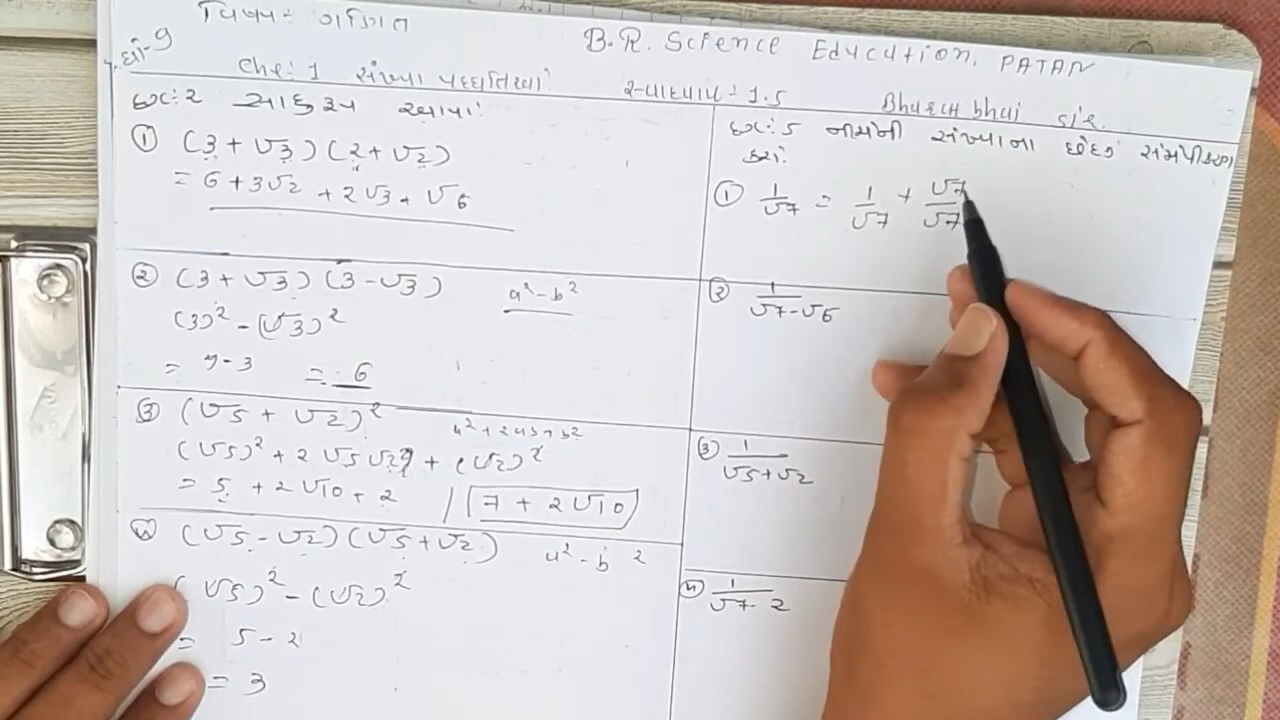 વિષય:- ગણિત
B.R. Science Education, PATAN
ધો-9
ch: 1 સંખ્યા પદ્ધતિઓ સ્વાધ્યાય:- 1.5 Bharat bhai sir.
પ્ર:2 સાદુ રૂપ આપો:
① (3 + √3) (2 + √2)
= 6 + 3√2 + 2√3 + √6
② (3 + √3) (3 - √3) a² - b²
(3)² - (√3)²
= 9 - 3 = 6
③ (√5 + √2)² a² + 2ab + b²
(√5)² + 2 √5 √2 + (√2)²
= 5 + 2√10 + 2 7 + 2√10
④ (√5 - √2) (√5 + √2) a² - b²
(√5)² - (√2)²
= 5 - 2
= 3
પ્ર:5 નીચેની સંખ્યાના છેદનું સંમેયીકરણ
કરો:
① 1/√7 = 1/√7 + √7/√7
② 1/√7-√6
③ 1/√5+√2
④ 1/√7-2